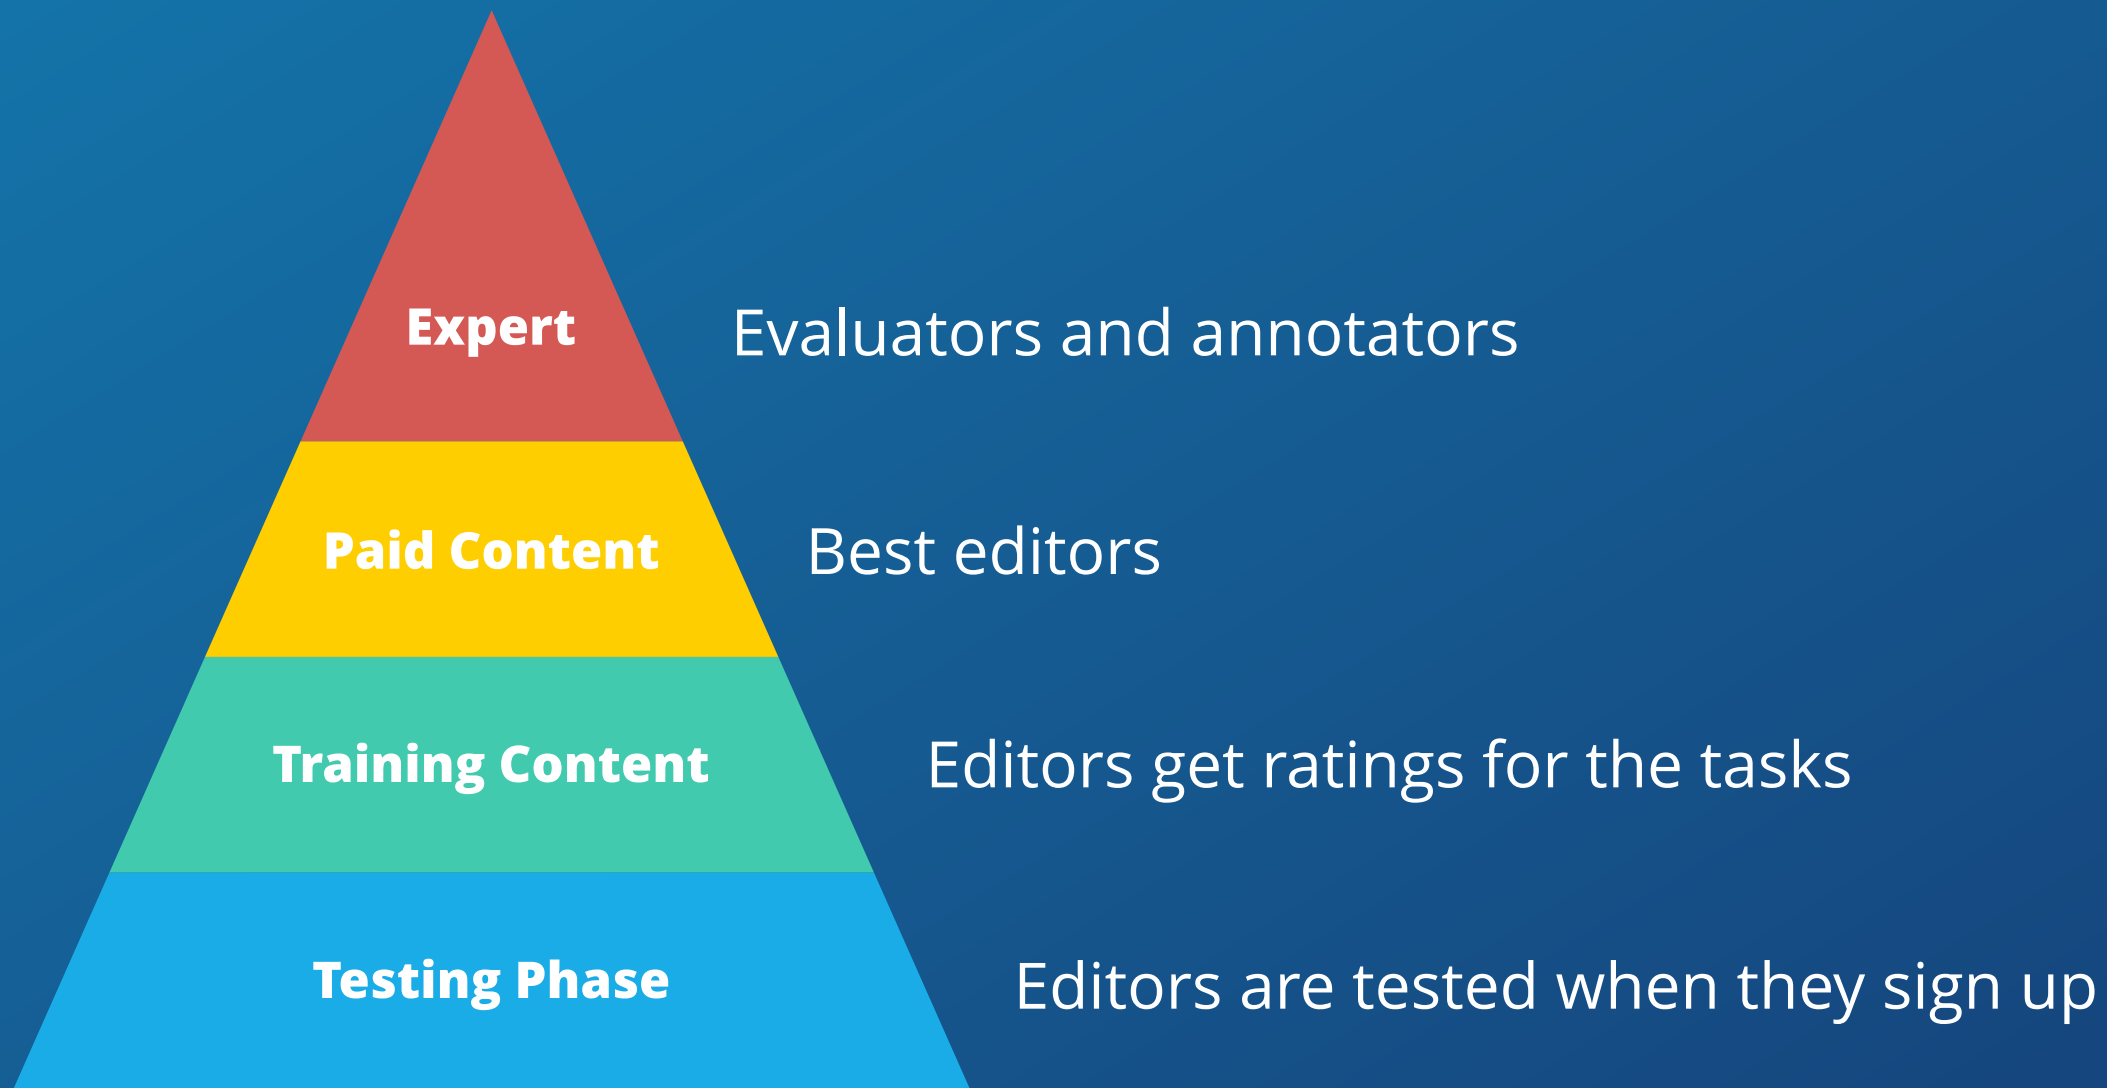 Expert
Evaluators and annotators
Paid Content
Best editors
Training Content
Editors get ratings for the tasks
Testing Phase
Editors are tested when they sign up